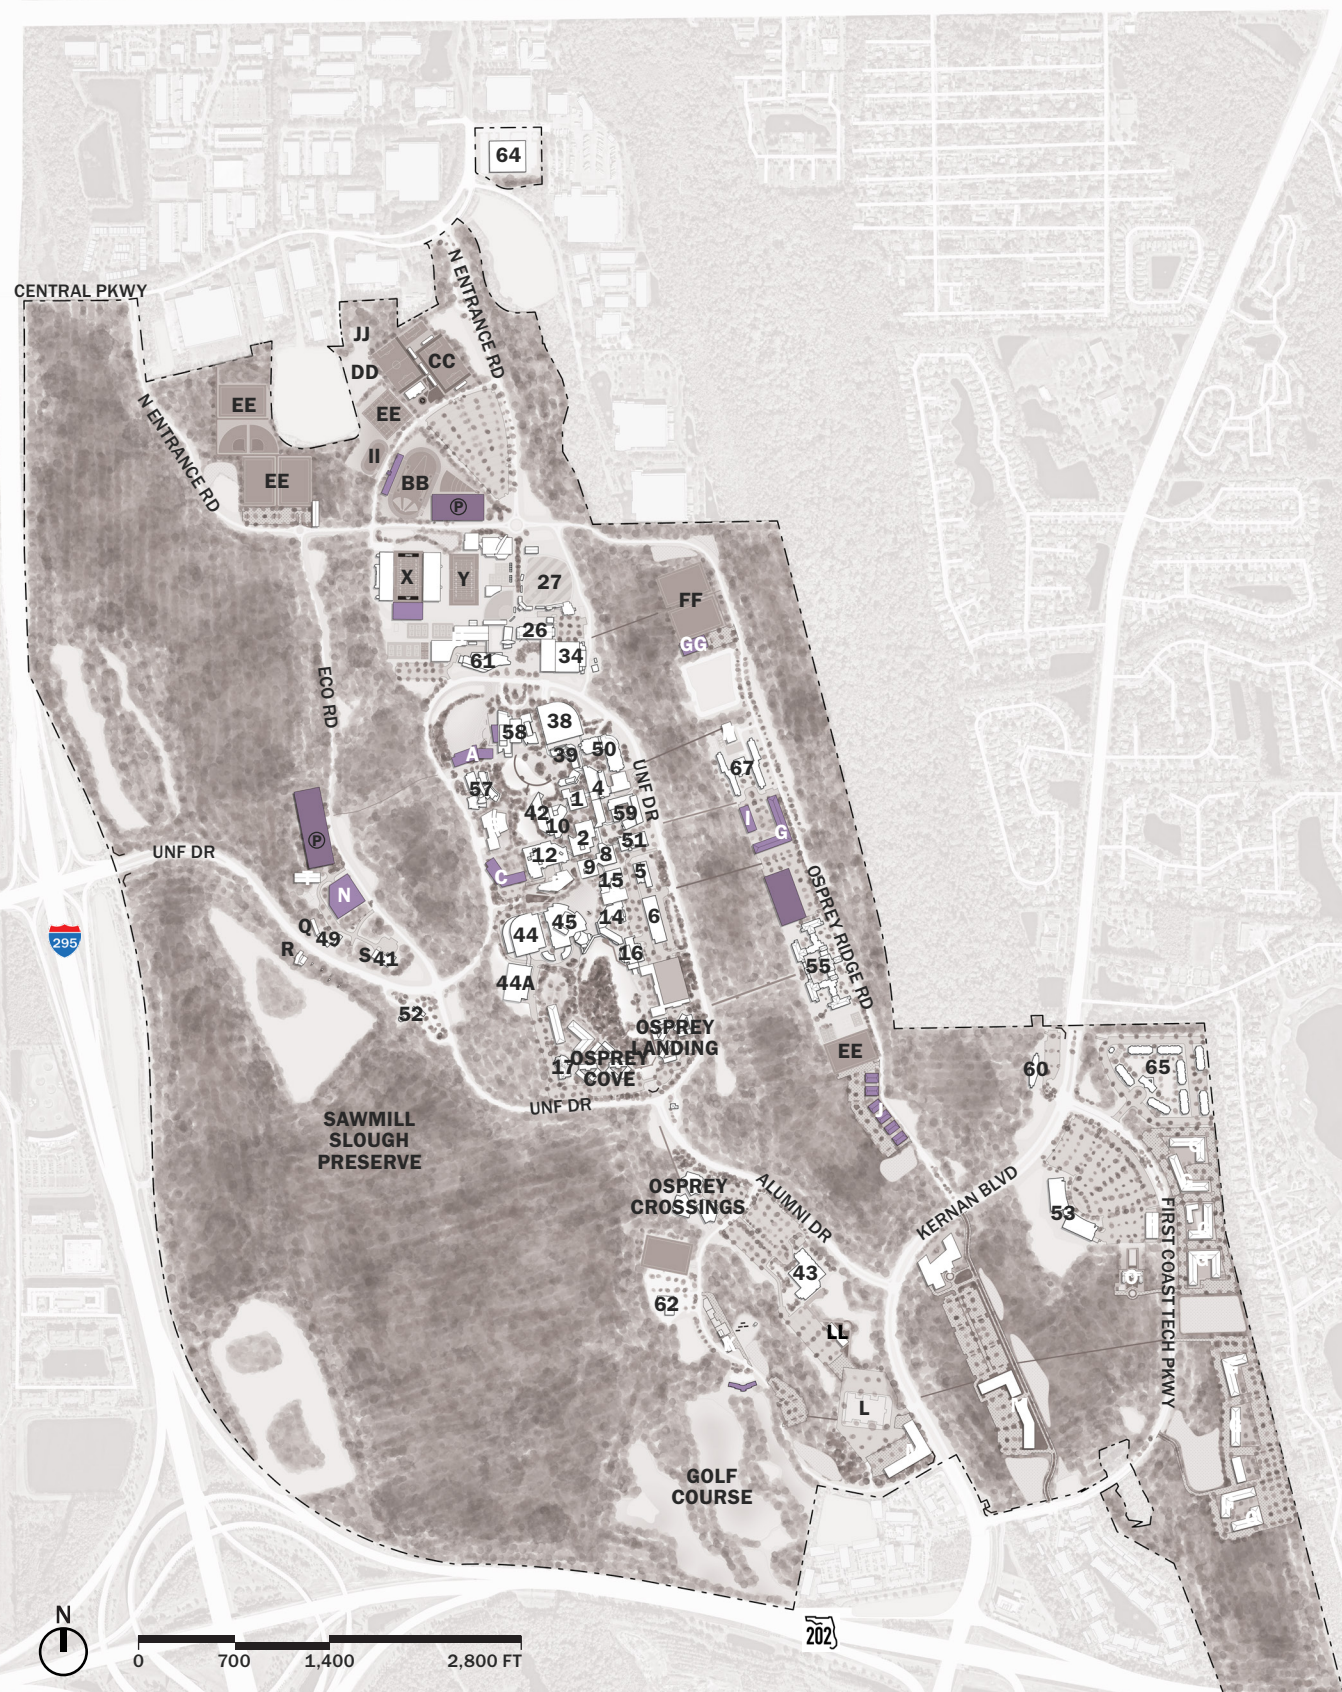 64
CENTRAL PKWY
N ENTRANCE RD
JJ
CC
DD
EE
EE
N ENTRANCE RD
II
EE
BB
P
X
Y
27
FF
26
GG
34
61
ECO RD
38
58
39
50
A
67
UNF DR
57
4
1
42
59
I
10
G
2
51
P
UNF DR
12
8
9
5
C
15
OSPREY RIDGE RD
N
14
6
45
Q
44
49
R
16
S
41
55
44A
295
52
OSPREY
LANDING
EE
OSPREY
COVE
17
60
65
UNF DR
J
SAWMILL
SLOUGH
PRESERVE
OSPREY
CROSSINGS
ALUMNI DR
KERNAN BLVD
53
FIRST COAST TECH PKWY
43
62
LL
L
GOLF
COURSE
N
202
0
700
1,400
2,800 FT